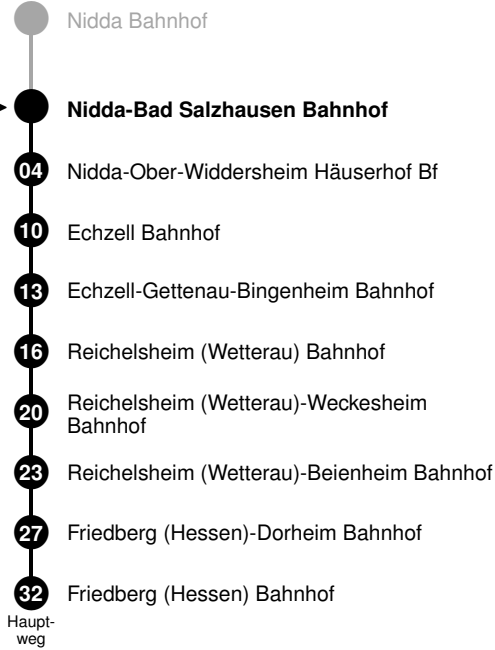 Nidda Bahnhof
Nidda-Bad Salzhausen Bahnhof
04 Nidda-Ober-Widdersheim Häuserhof Bf
10 Echzell Bahnhof
13 Echzell-Gettenau-Bingenheim Bahnhof
16 Reichelsheim (Wetterau) Bahnhof
20 Reichelsheim (Wetterau)-Weckesheim
Bahnhof
23 Reichelsheim (Wetterau)-Beienheim Bahnhof
27 Friedberg (Hessen)-Dorheim Bahnhof
32 Friedberg (Hessen) Bahnhof
Haupt-
weg